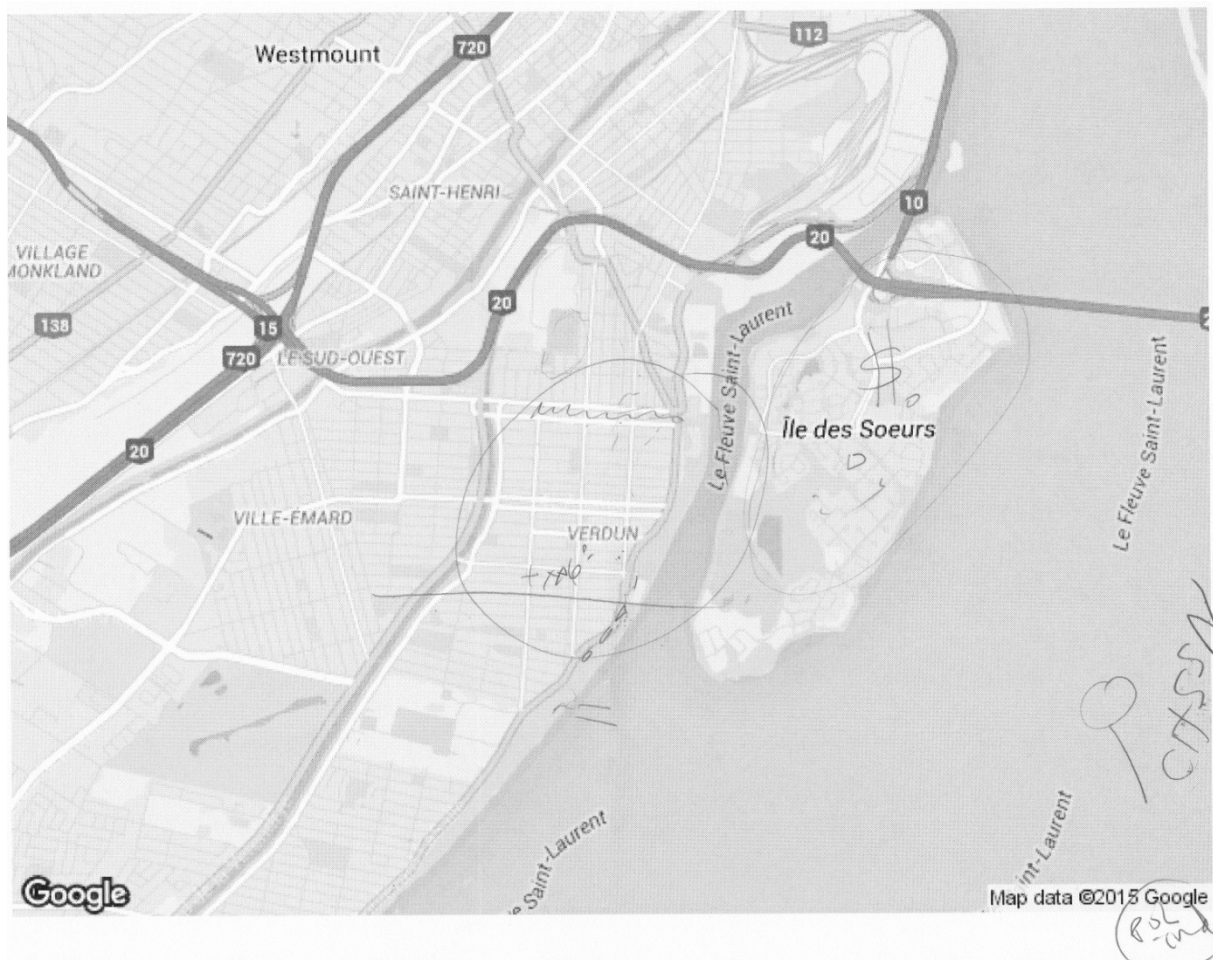 Westmount
720
112
SAINT-HENRI
10
20
VILLAGE
MONKLAND
138
15
20
720
LE SUD-OUEST
Le Fleuve Saint-Laurent
$
Île des Soeurs
20
Le Fleuve Saint-Laurent
VILLE-ÉMARD
VERDUN
Saint-Laurent
int-Laurent
Google
Map data ©2015 Google